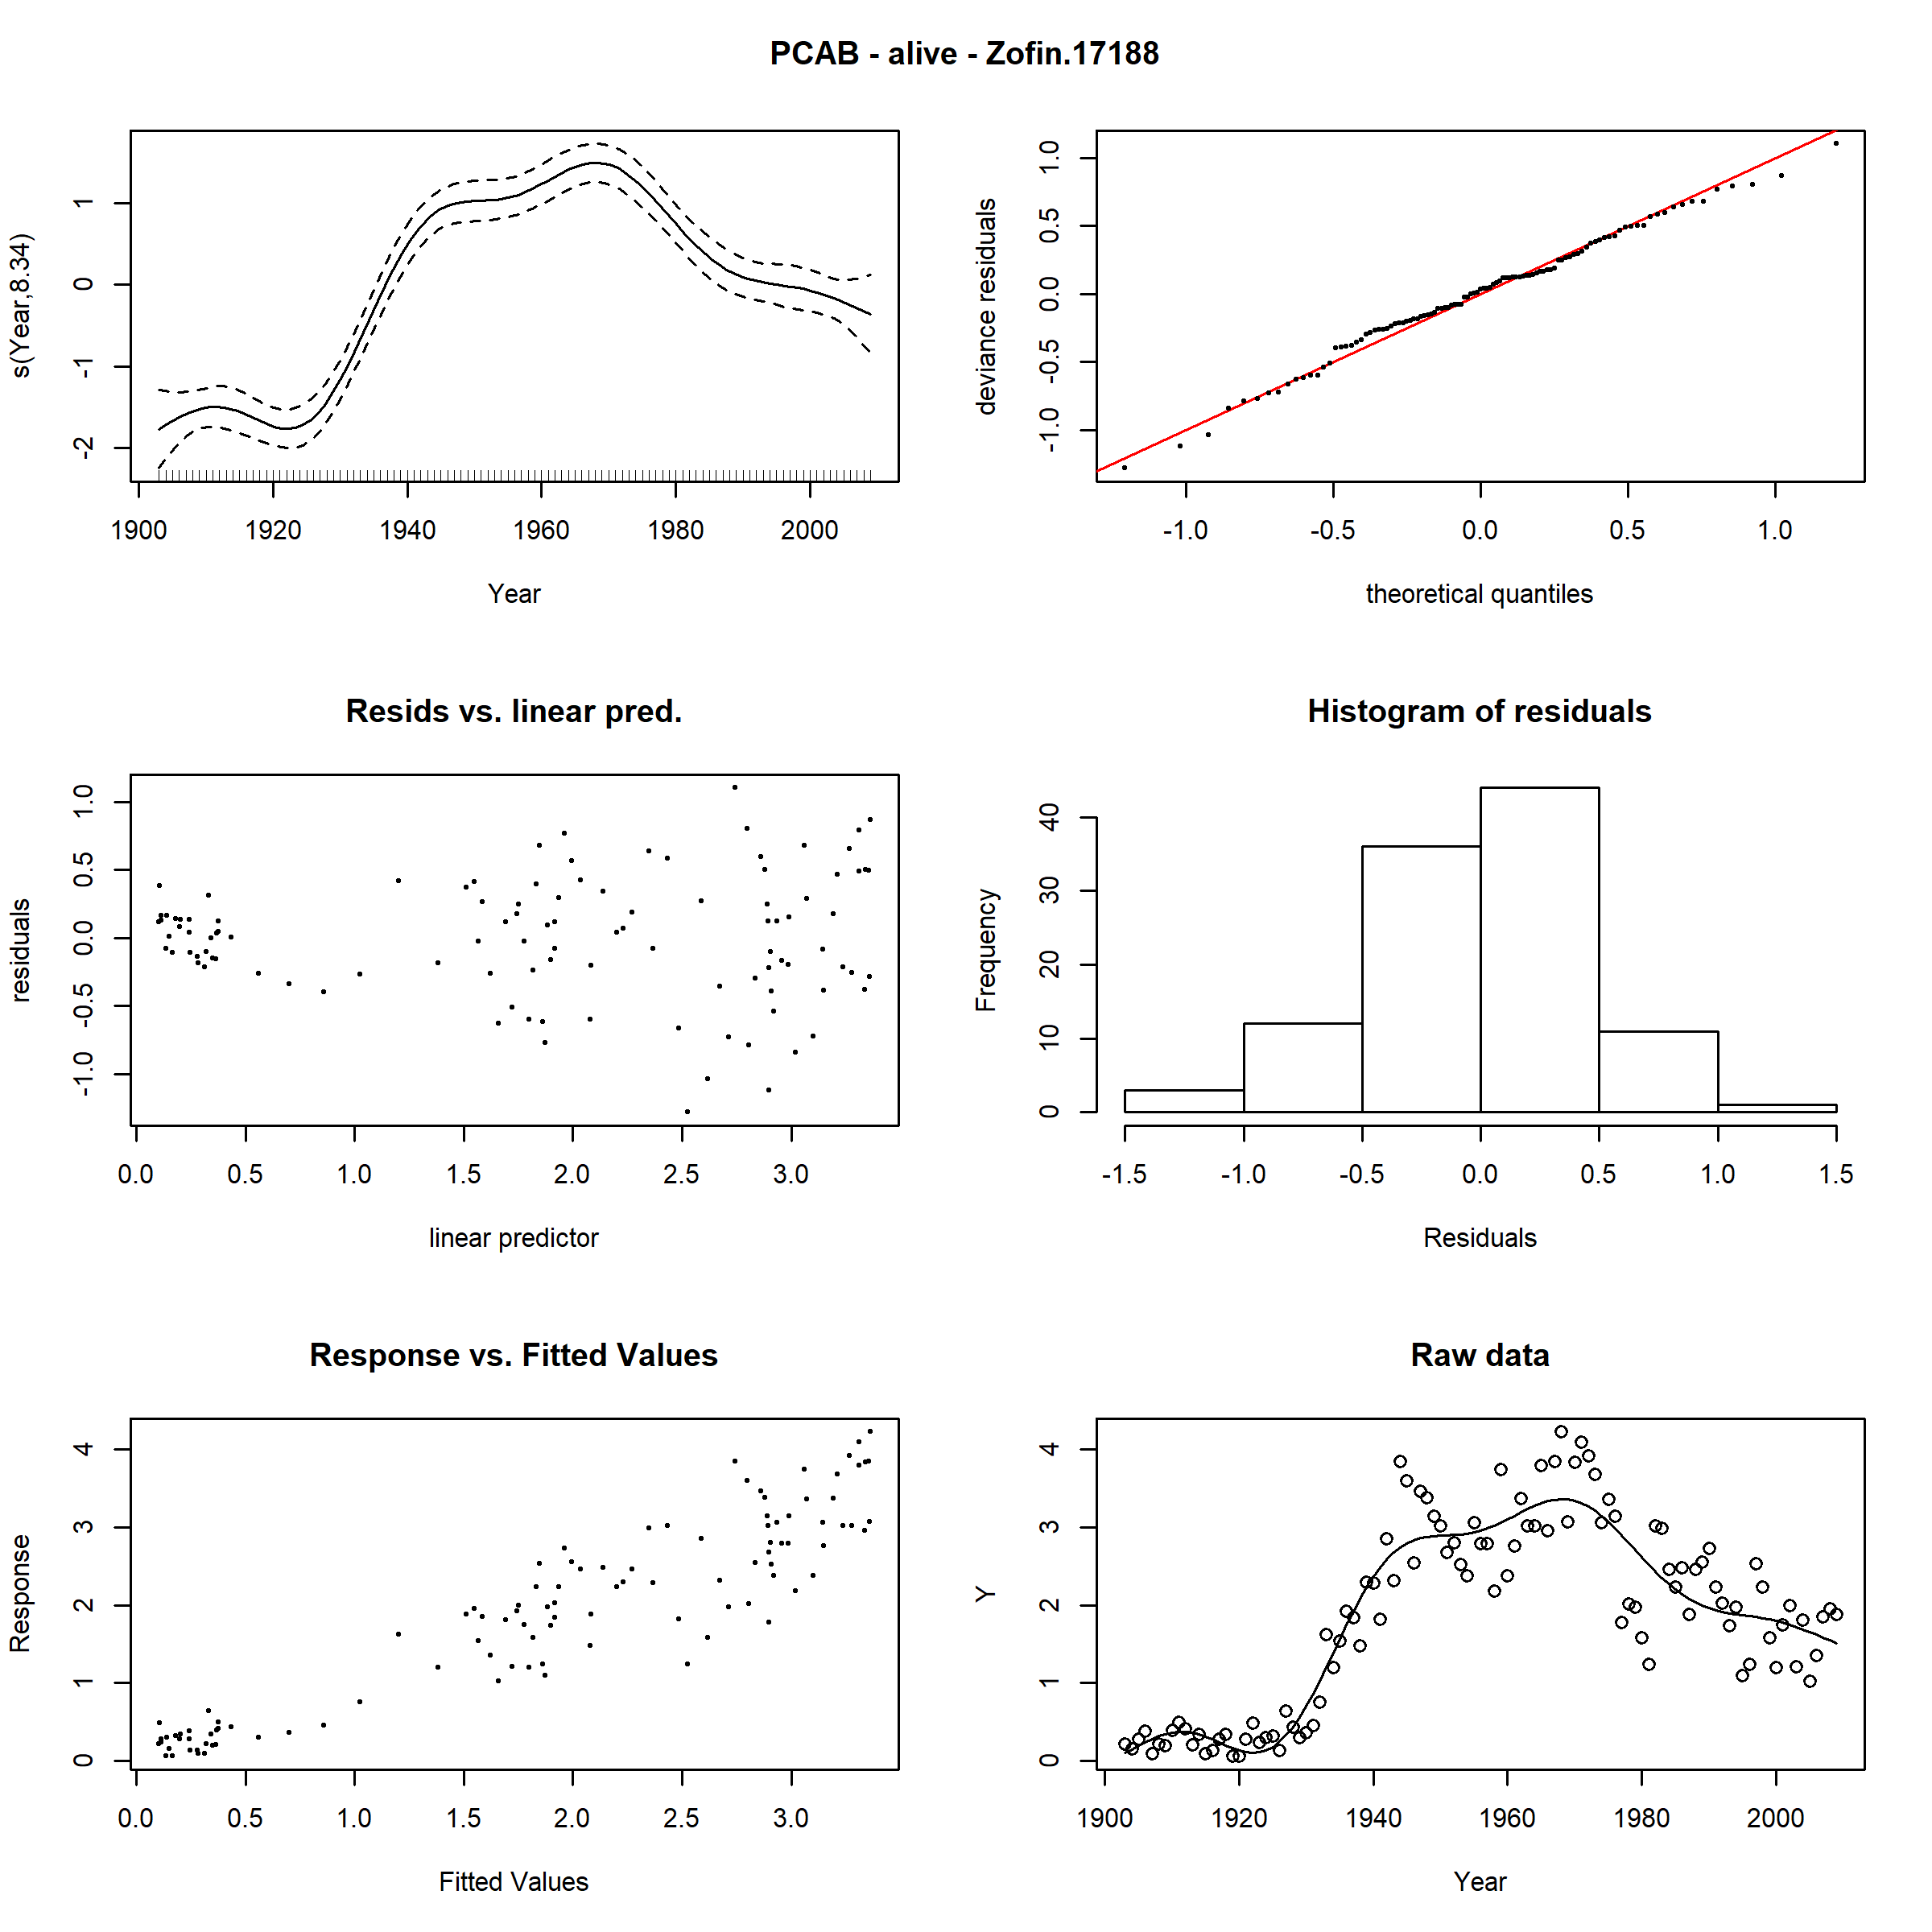 PCAB - alive - Zofin.17188
s(Year,8.34)
1
0
-1
-2
1900 1920 1940 1960 1980 2000
Year
deviance residuals
1.0
0.5
0.0
-0.5
-1.0
-1.0 -0.5 0.0 0.5 1.0
theoretical quantiles
Resids vs. linear pred.
residuals
1.0
0.5
0.0
-0.5
-1.0
0.0 0.5 1.0 1.5 2.0 2.5 3.0
linear predictor
Histogram of residuals
Frequency
40
30
20
10
0
-1.5 -1.0 -0.5 0.0 0.5 1.0 1.5
Residuals
Response vs. Fitted Values
Response
4
3
2
1
0
0.0 0.5 1.0 1.5 2.0 2.5 3.0
Fitted Values
Raw data
Y
4
3
2
1
0
1900 1920 1940 1960 1980 2000
Year